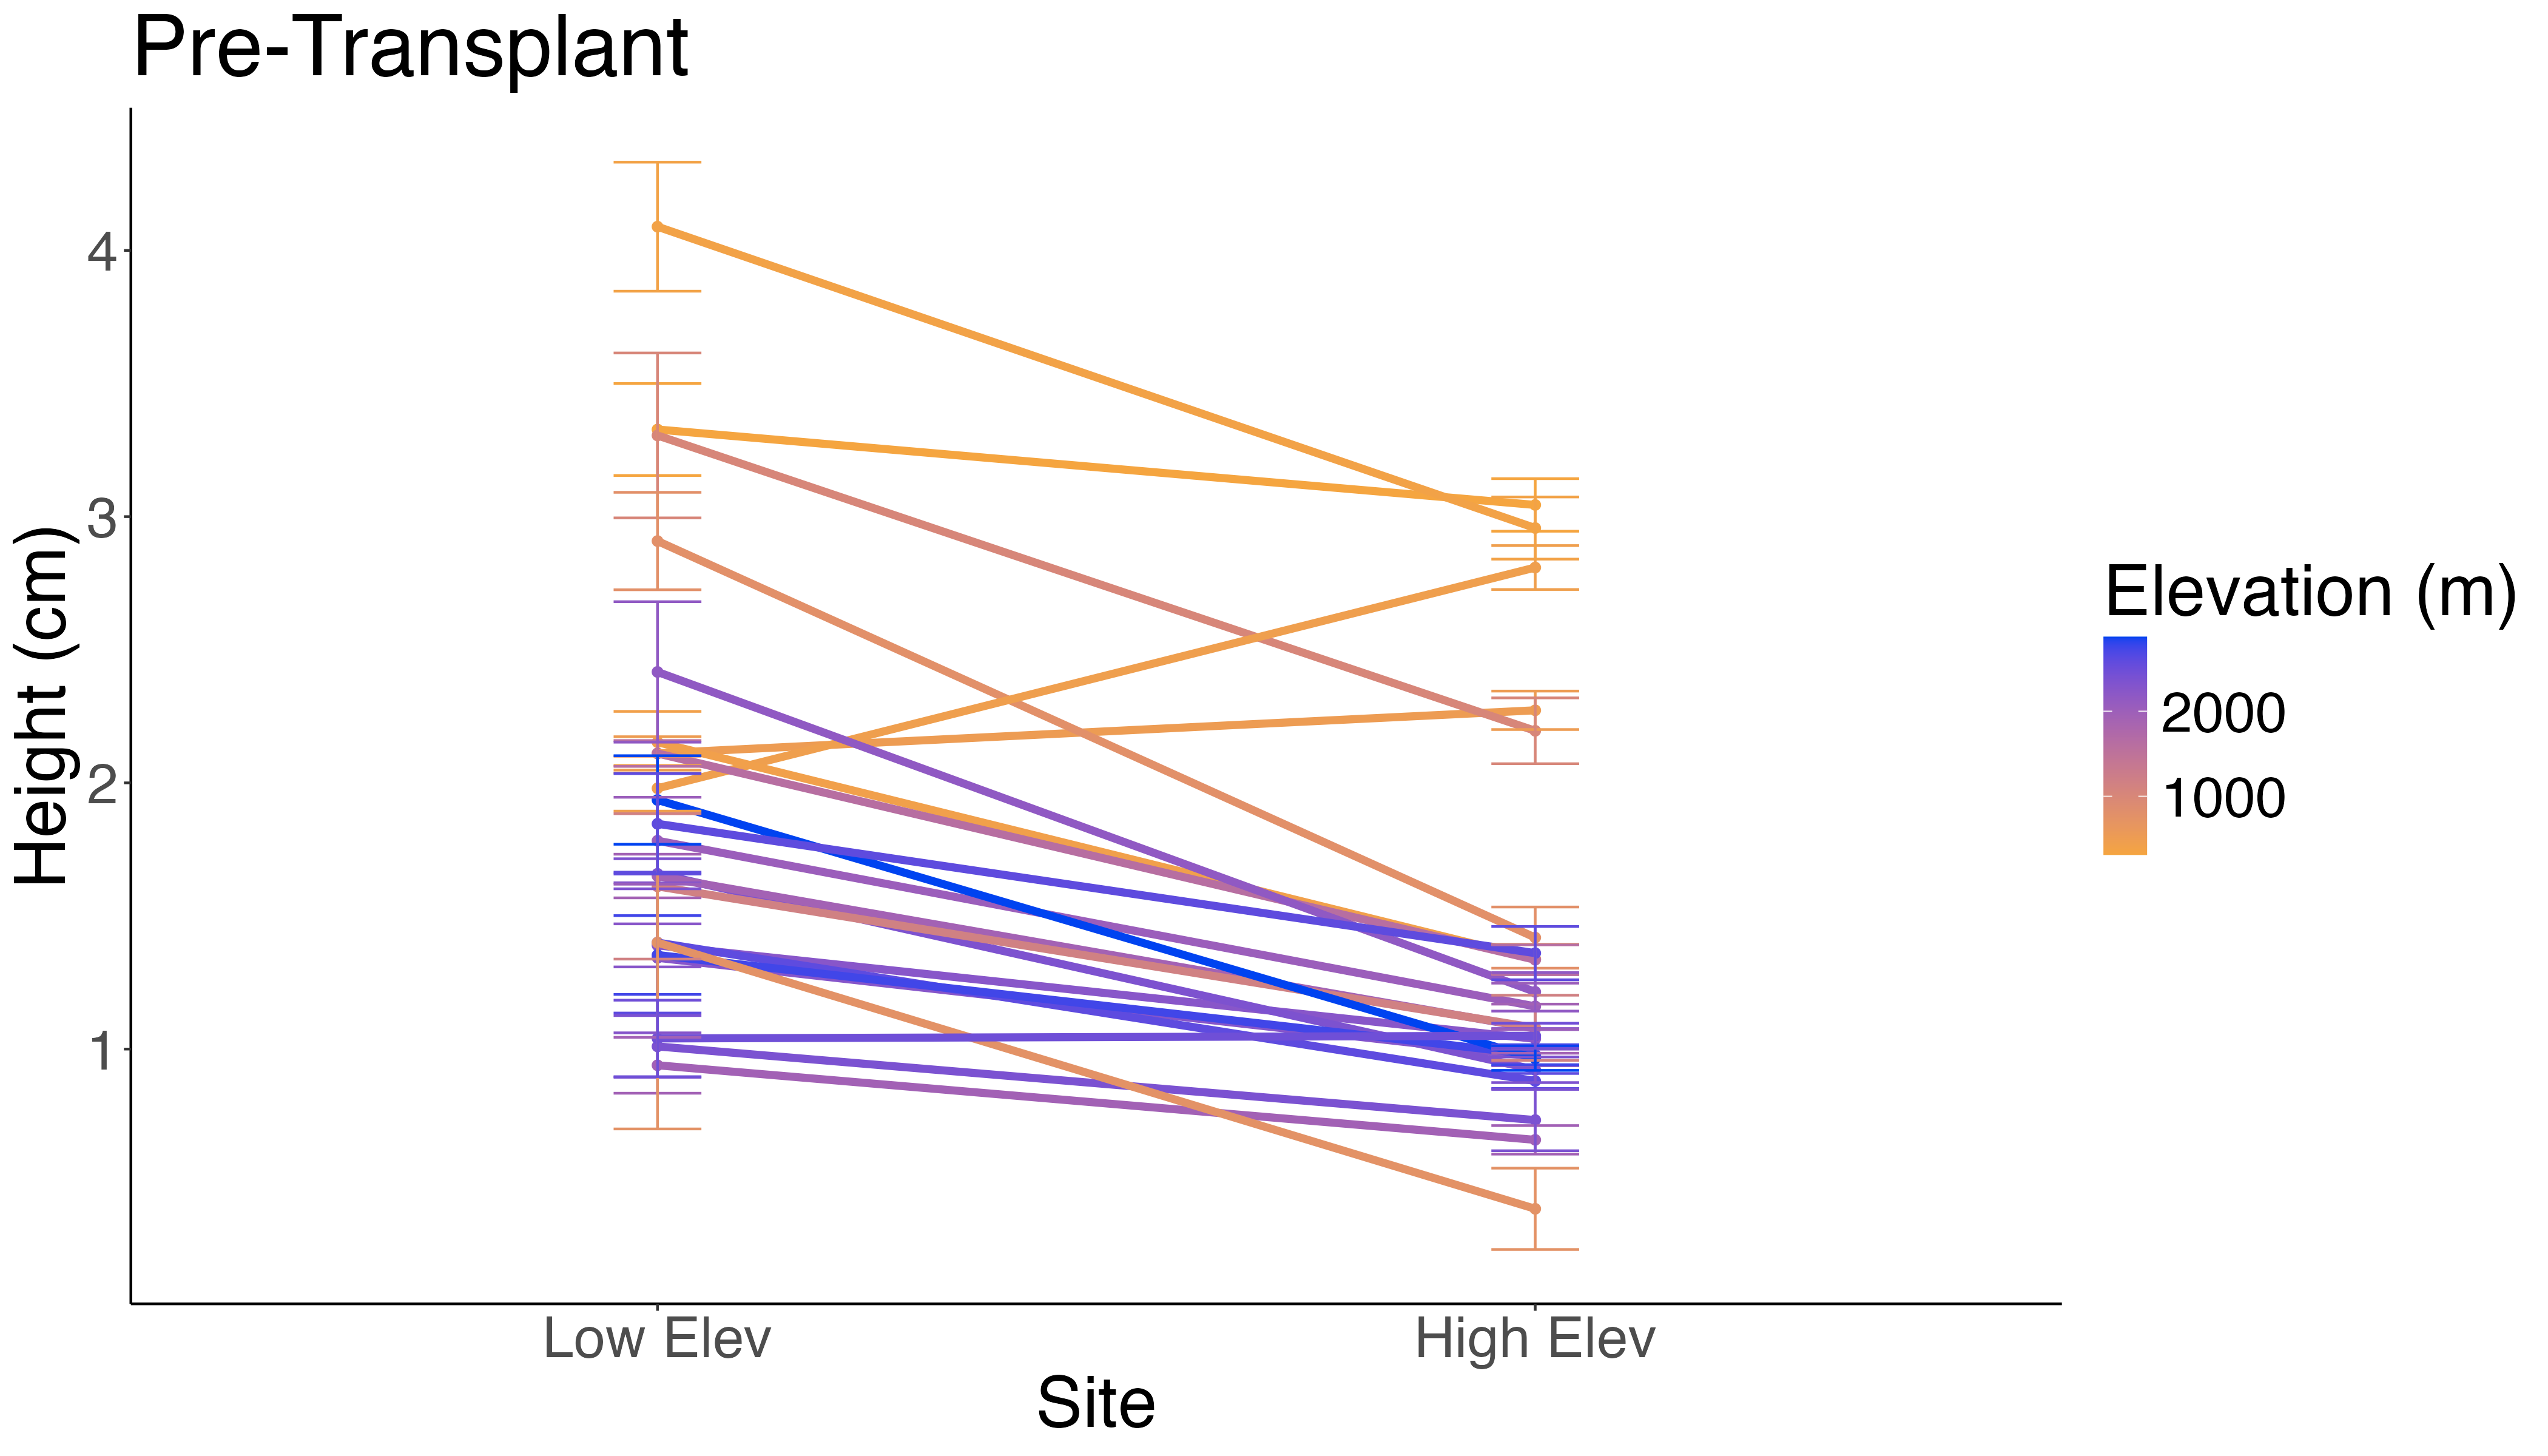 Pre-Transplant
Height (cm)
4
3
2
1
Low Elev
High Elev
Site
Elevation (m)
2000
1000